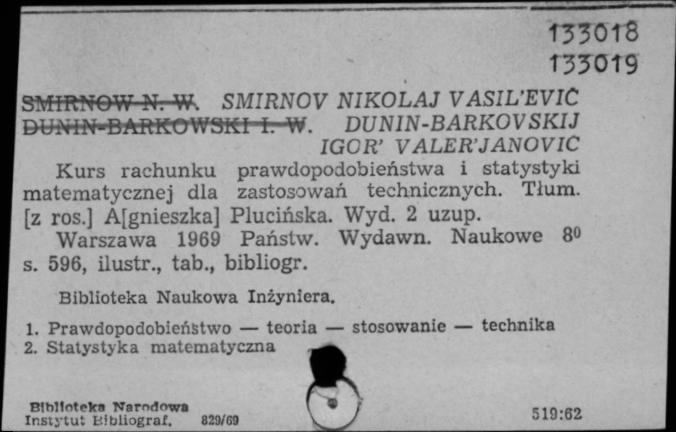 133018
133019
SMIRNOW N. W. SMIRNOV NIKOLAJ VASIL'EVIČ
DUNIN-BARKOWSKI I. W. DUNIN-BARKOVSKIJ
IGOR' VALER'JANOVIC
Kurs rachunku prawdopodobieństwa i statystyki
matematycznej dla zastosowań technicznych. Tłum.
[z ros.] A[gnieszka] Plucińska. Wyd. 2 uzup.
Warszawa 1969 Państw. Wydawn. Naukowe 8⁰
s. 596, ilustr., tab., bibliogr.
Biblioteka Naukowa Inżyniera.
1. Prawdopodobieństwo — teoria — stosowanie — technika
2. Statystyka matematyczna
Biblioteka Narodowa
Instytut Bibliograf. 829/69
519:62